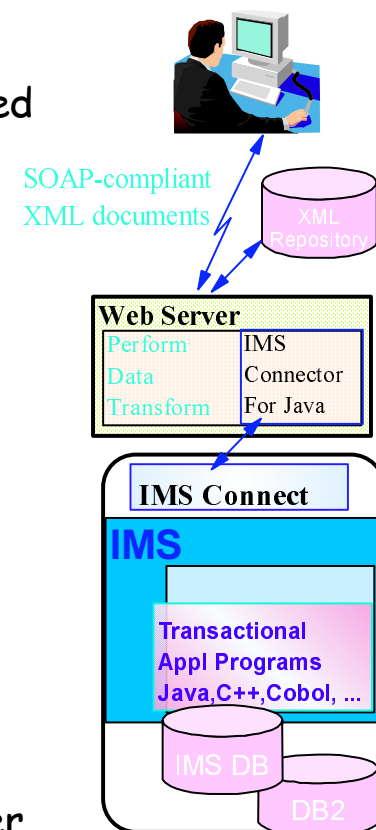 ed
SOAP-compliant
XML documents
XML
Repository
Web Server
Perform
Data
Transform
IMS
Connector
For Java
IMS Connect
IMS
Transactional
Appl Programs
Java,C++,Cobol, ...
IMS DB
DB2
er